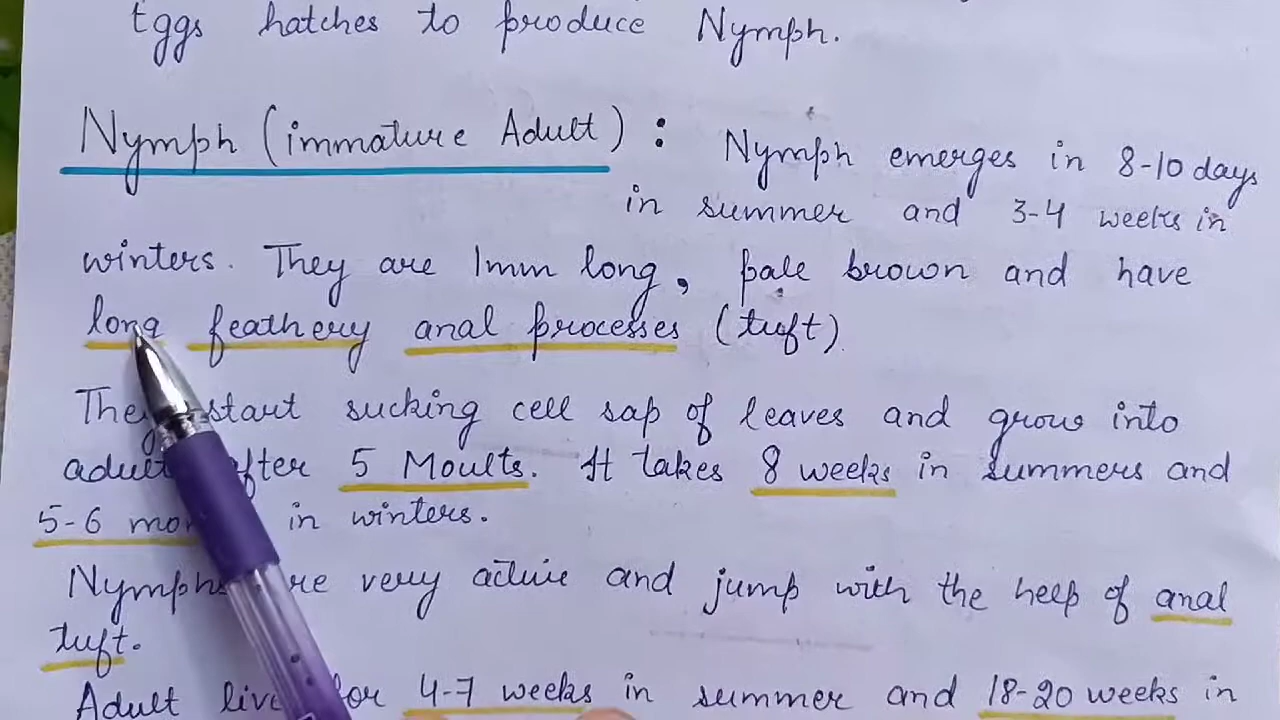 Eggs hatches to produce Nymph.
Nymph (immature Adult) : Nymph emerges in 8-10 days
in summer and 3-4 weeks in
winters. They are 1mm long, pale brown and have
long feathery anal processes (tuft).
They start sucking cell sap of leaves and grow into
adult after 5 Moults. It takes 8 weeks in summers and
5-6 in winters.
very active and jump with the help of anal
tuft.
Adult for 4-7 weeks in summer and 18-20 weeks in